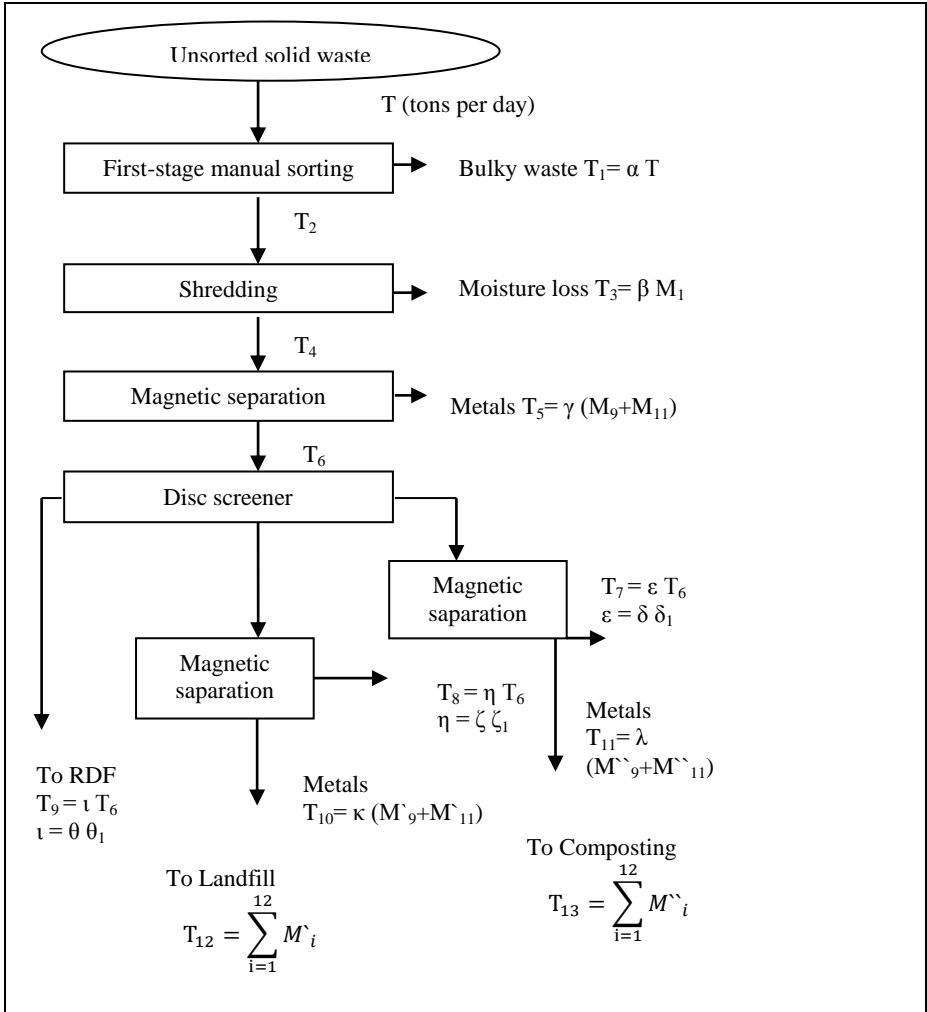 Unsorted solid waste
T (tons per day)
First-stage manual sorting
Bulky waste T₁= α T
T₂
Shredding
Moisture loss T₃= β M₁
T₄
Magnetic separation
Metals T₅= γ (M₉+M₁₁)
T₆
Disc screener
Magnetic
saparation
T₇ = ε T₆
ε = δ δ₁
Magnetic
saparation
T₈ = η T₆
η = ζ ζ₁
Metals
T₁₁= λ
(M``₉+M``₁₁)
To RDF
T₉ = ι T₆
ι = θ θ₁
Metals
T₁₀= κ (M`₉+M`₁₁)
To Landfill
T₁₂ = ∑_{i=1}^{12} M`ᵢ
To Composting
T₁₃ = ∑_{i=1}^{12} M``ᵢ